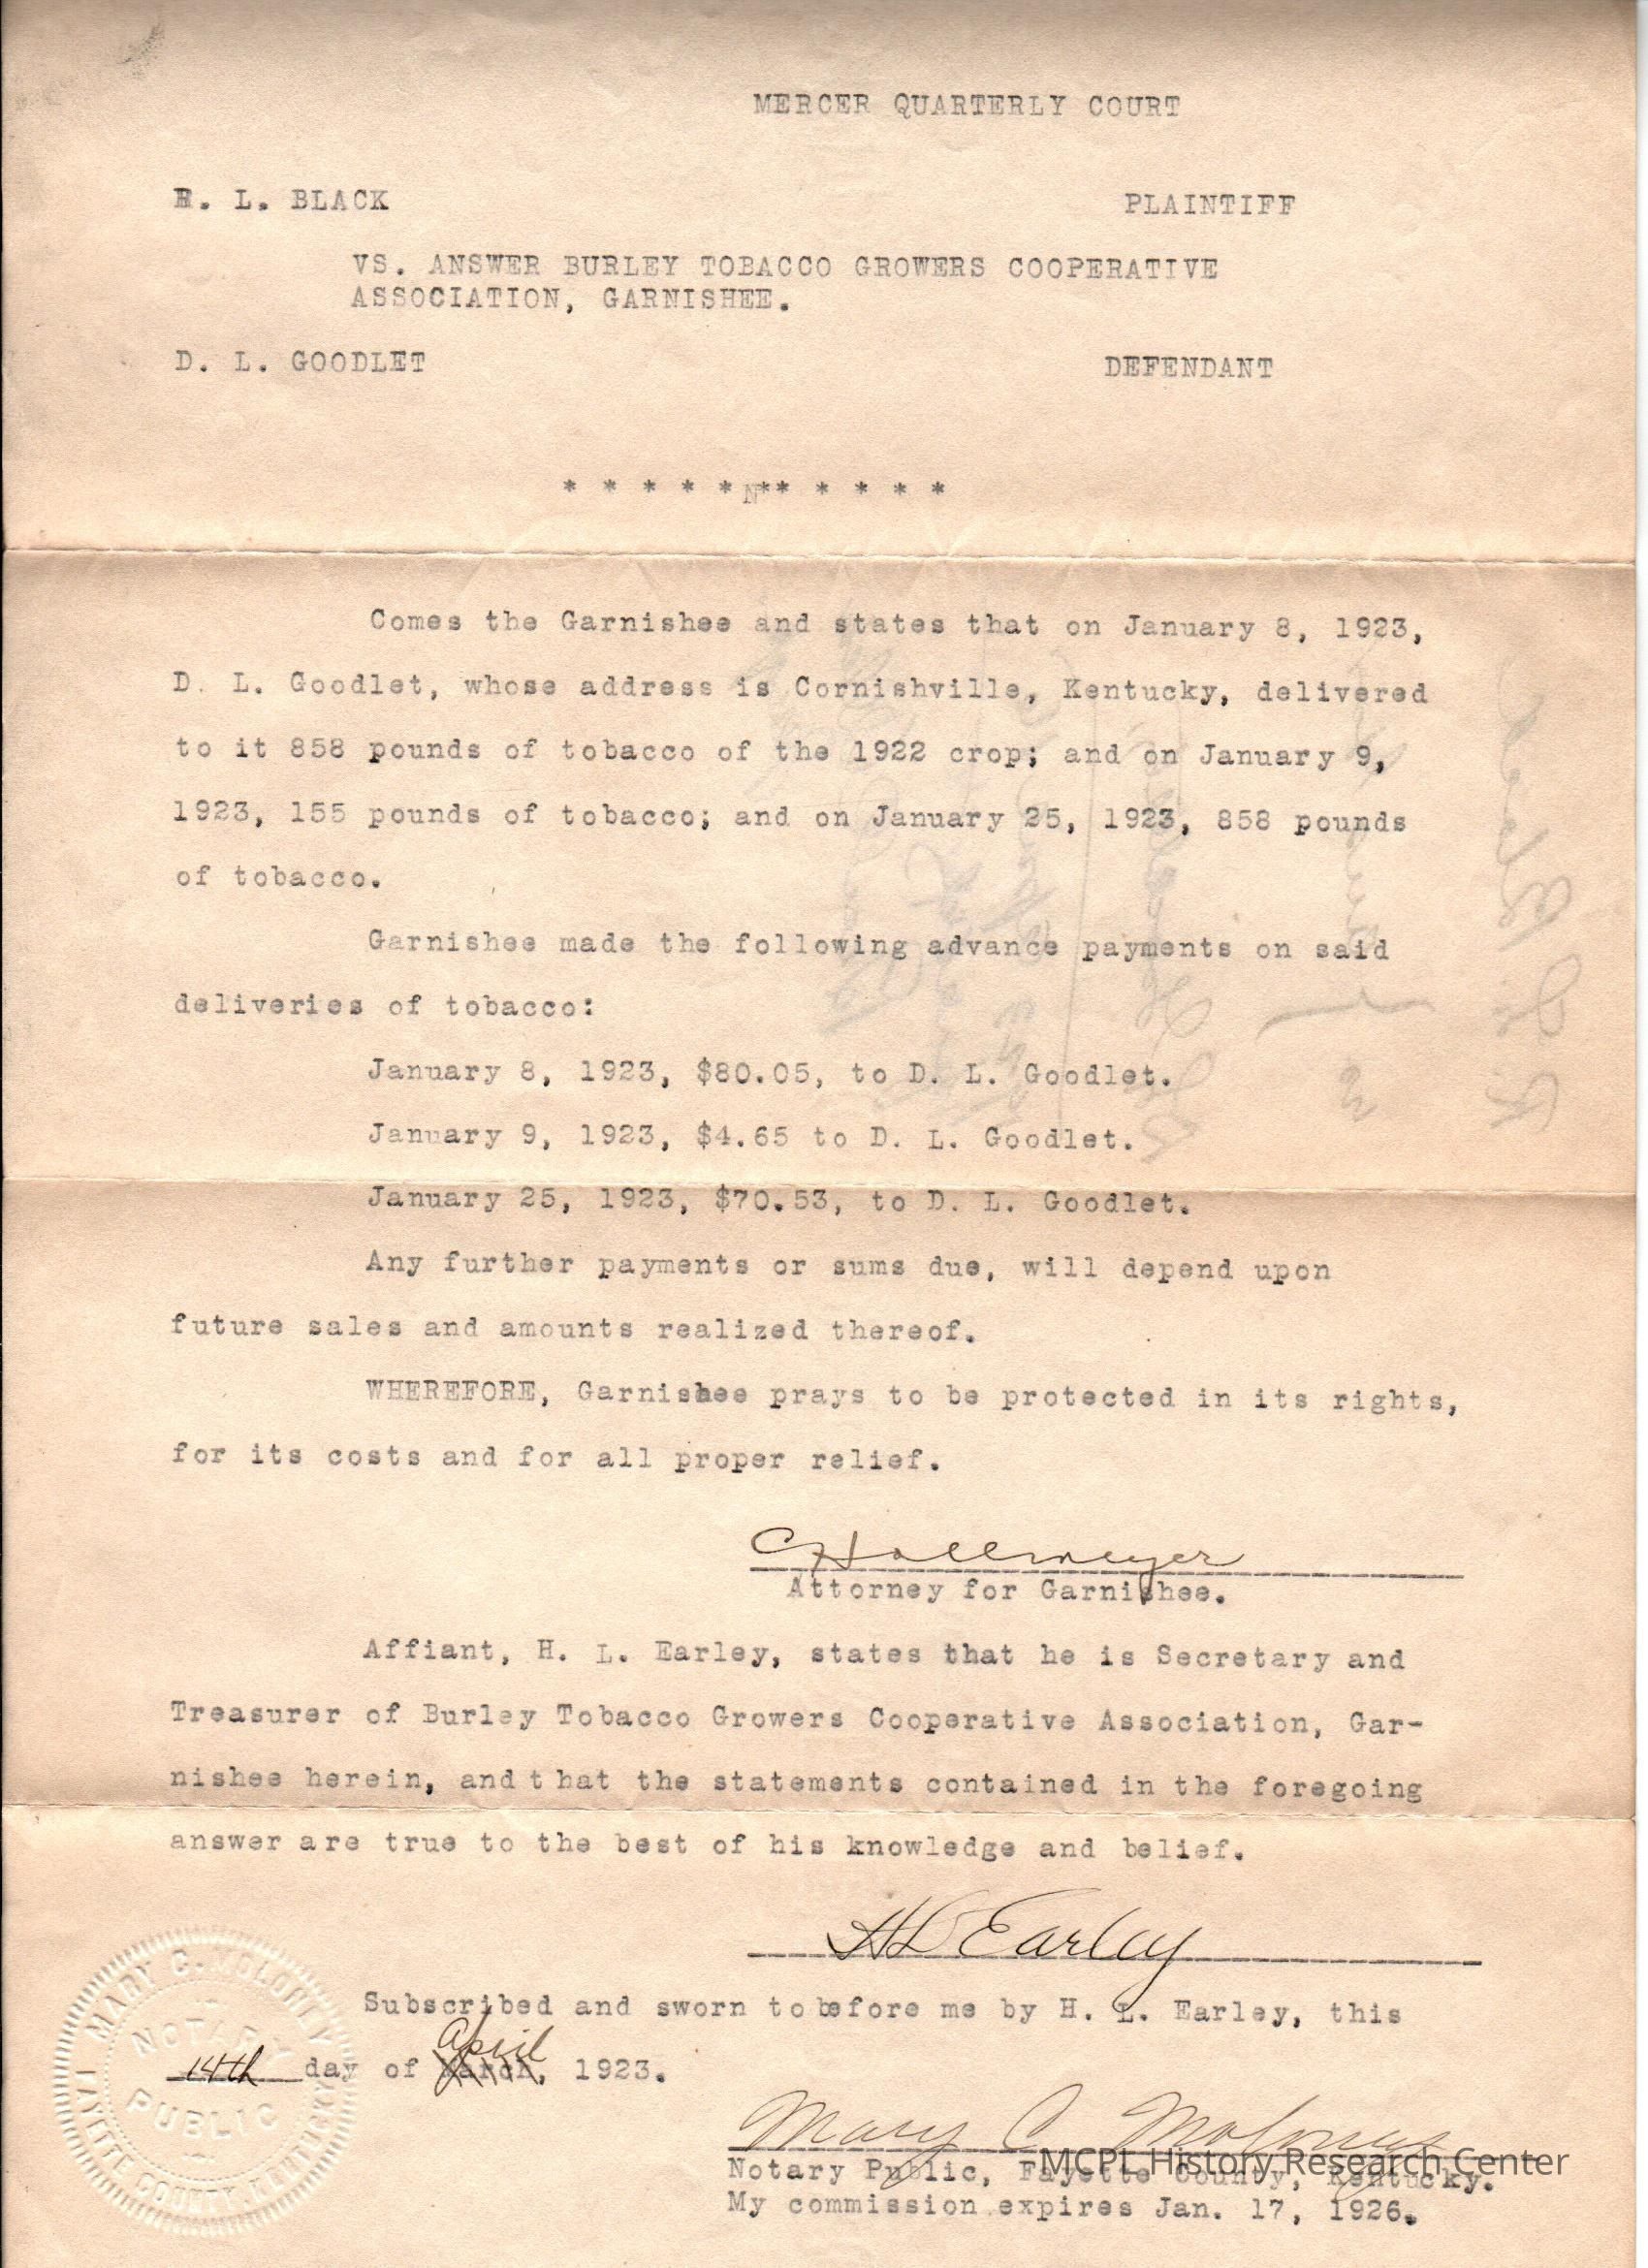 MERCER QUARTERLY COURT
L. BLACK PLAINTIFF
VS. ANSWER BURLEY TOBACCO GROWERS COOPERATIVE
ASSOCIATION, GARNISHEE.
D. L. GOODLET DEFENDANT
* * * * * N** * * * *
Comes the Garnishee and states that on January 8, 1923,
D. L. Goodlet, whose address is Cornishville, Kentucky, delivered
to it 858 pounds of tobacco of the 1922 crop; and on January 9,
1923, 155 pounds of tobacco; and on January 25, 1923, 858 pounds
of tobacco.
Garnishee made the following advance payments on said
deliveries of tobacco:
January 8, 1923, $80.05, to D. L. Goodlet.
January 9, 1923, $4.65 to D. L. Goodlet.
January 25, 1923, $70.53, to D. L. Goodlet.
Any further payments or sums due, will depend upon
future sales and amounts realized thereof.
WHEREFORE, Garnishee prays to be protected in its rights,
for its costs and for all proper relief.
Hollmeyer
Attorney for Garnishee.
Affiant, H. L. Earley, states that he is Secretary and
Treasurer of Burley Tobacco Growers Cooperative Association, Gar-
nishee herein, and t hat the statements contained in the foregoing
answer are true to the best of his knowledge and belief.
HL Earley
Subscribed and sworn to before me by H. L. Earley, this
April
14th day of March, 1923.
MARY C. MOLONEY
NOTARY
PUBLIC
FAYETTE COUNTY, KENTUCKY
Mary C Moloney
Notary Public, Fayette County, Kentucky.
MCPL History Research Center
My commission expires Jan. 17, 1926.